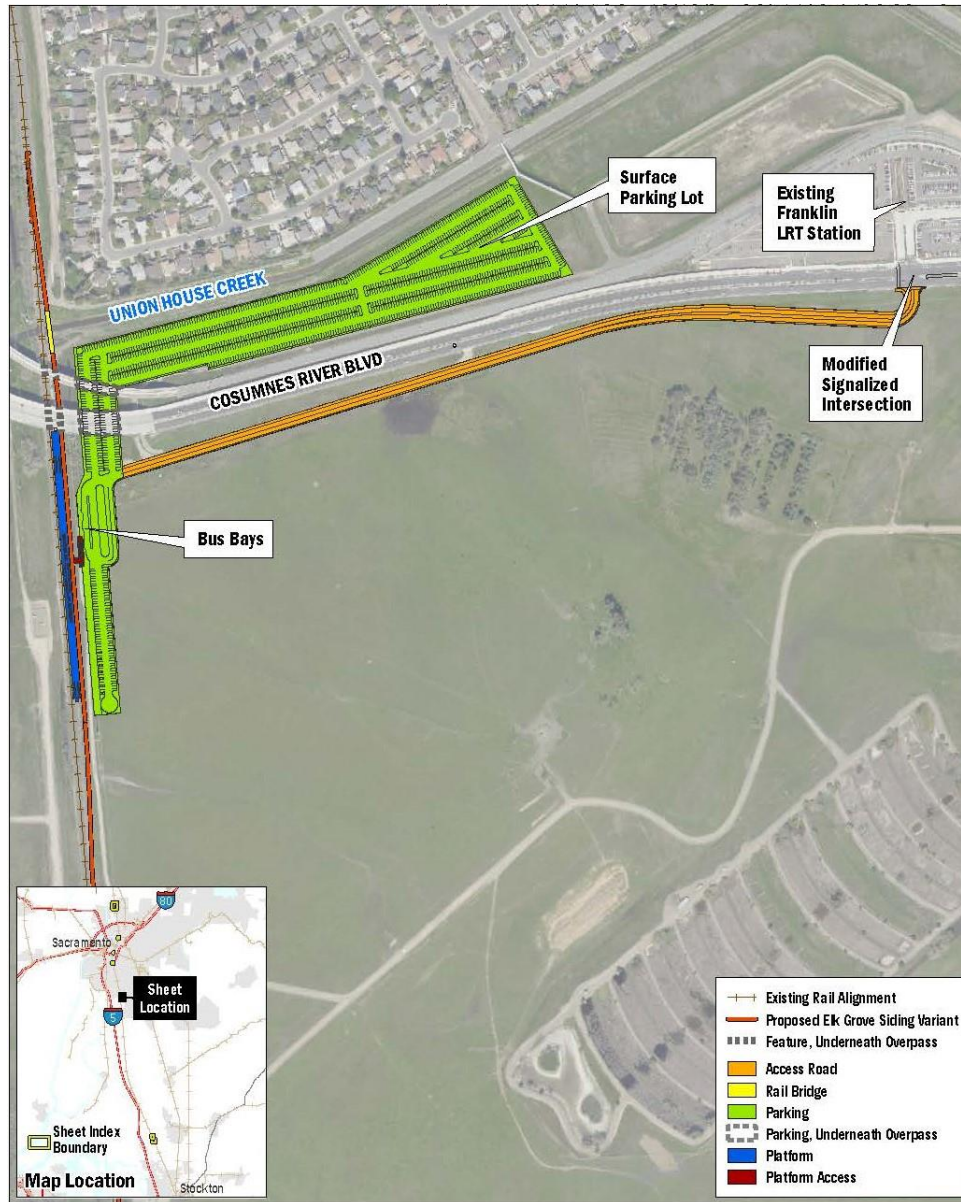 Surface
Parking Lot
Existing
Franklin
LRT Station
UNION HOUSE CREEK
COSUMNES RIVER BLVD
Modified
Signalized
Intersection
Bus Bays
80
Sacramento
Sheet
Location
5
Sheet Index
Boundary
Map Location
Stockton
Existing Rail Alignment
Proposed Elk Grove Siding Variant
Feature, Underneath Overpass
Access Road
Rail Bridge
Parking
Parking, Underneath Overpass
Platform
Platform Access